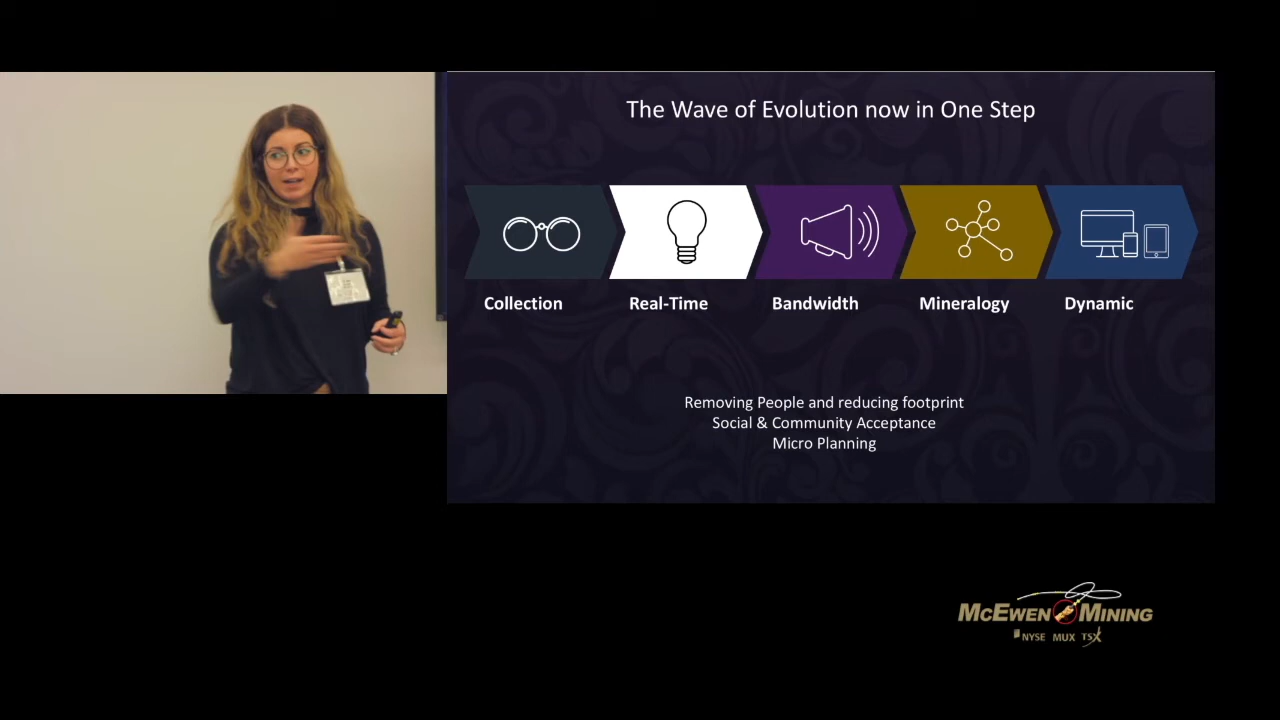 The Wave of Evolution now in One Step
Collection
Real-Time
Bandwidth
Mineralogy
Dynamic
Removing People and reducing footprint
Social & Community Acceptance
Micro Planning
McEwen Mining
NYSE MUX TSX